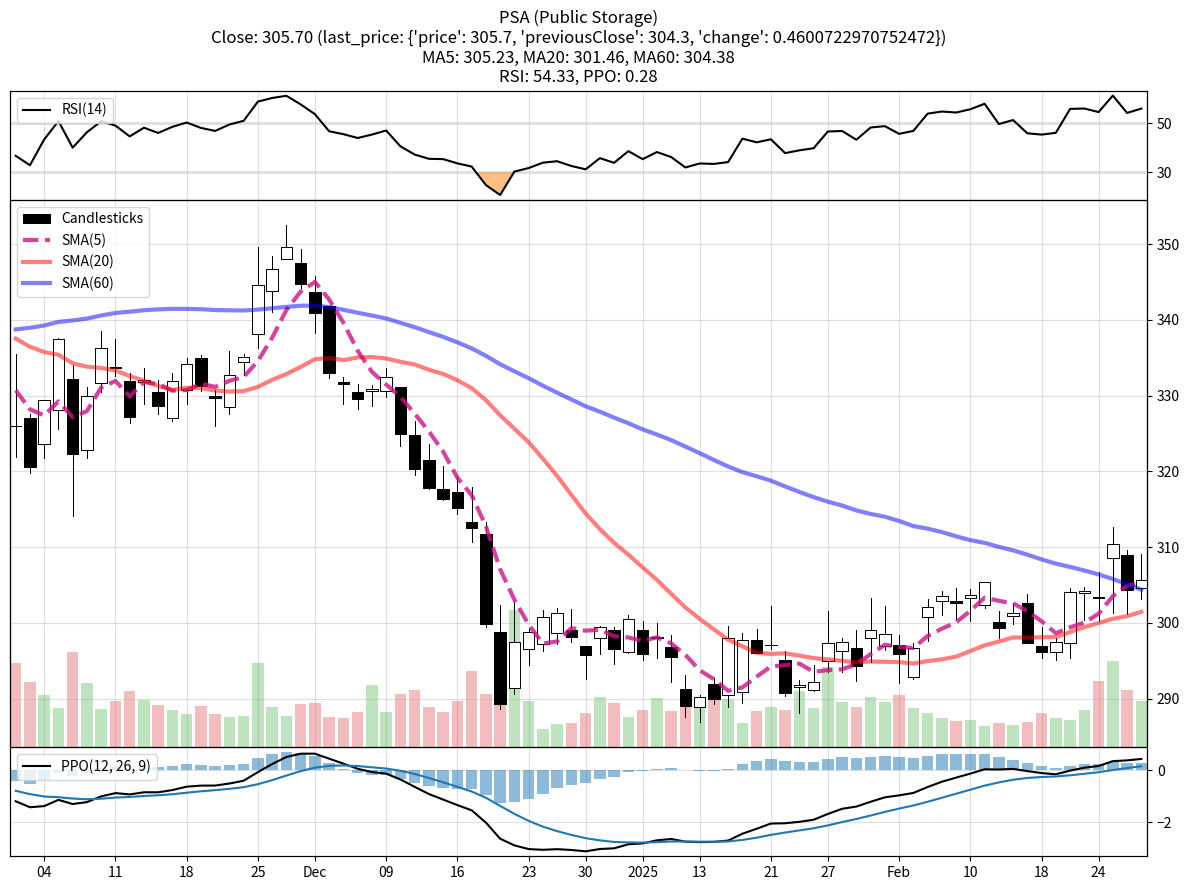 PSA (Public Storage)
Close: 305.70 (last_price: {'price': 305.7, 'previousClose': 304.3, 'change': 0.4600722970752472})
MA5: 305.23, MA20: 301.46, MA60: 304.38
RSI: 54.33, PPO: 0.28
RSI(14)
50
30
Candlesticks
SMA(5)
SMA(20)
SMA(60)
350
340
330
320
310
300
290
PPO(12, 26, 9)
0
−2
04 11 18 25 Dec 09 16 23 30 2025 13 21 27 Feb 10 18 24